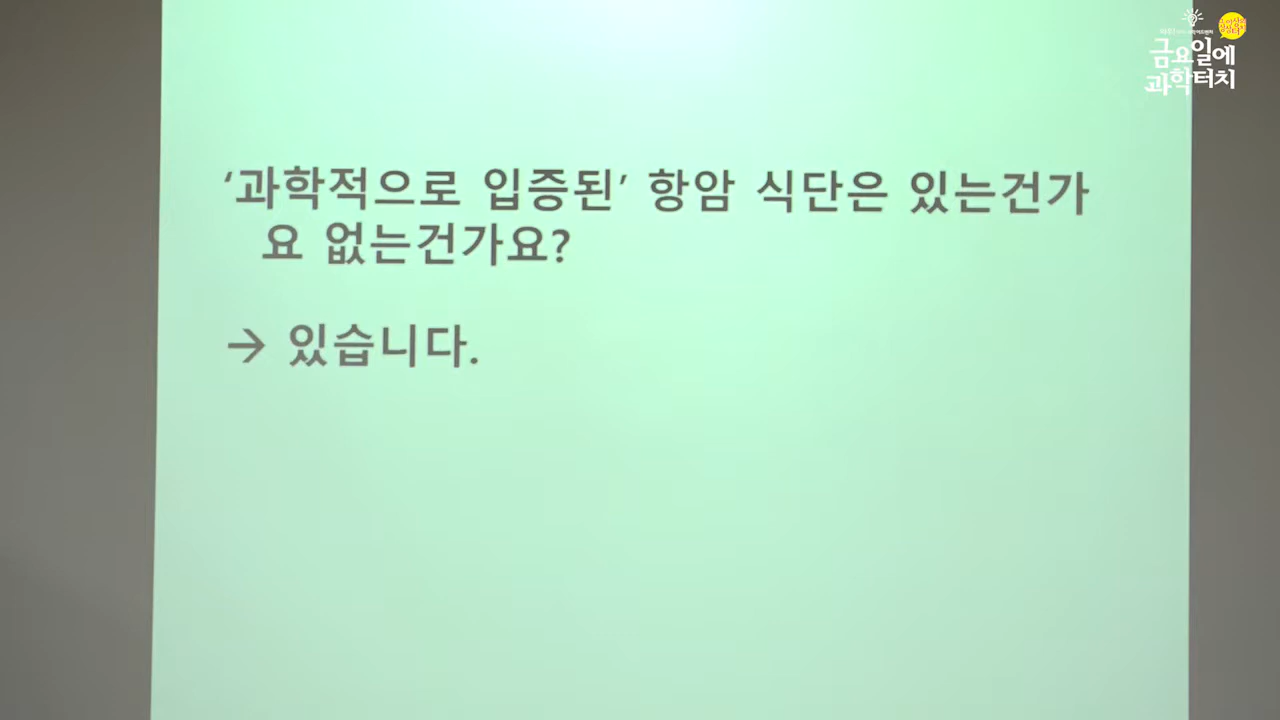 금요일에
과학터치
‘과학적으로 입증된’ 항암 식단은 있는건가
요 없는건가요?
→ 있습니다.